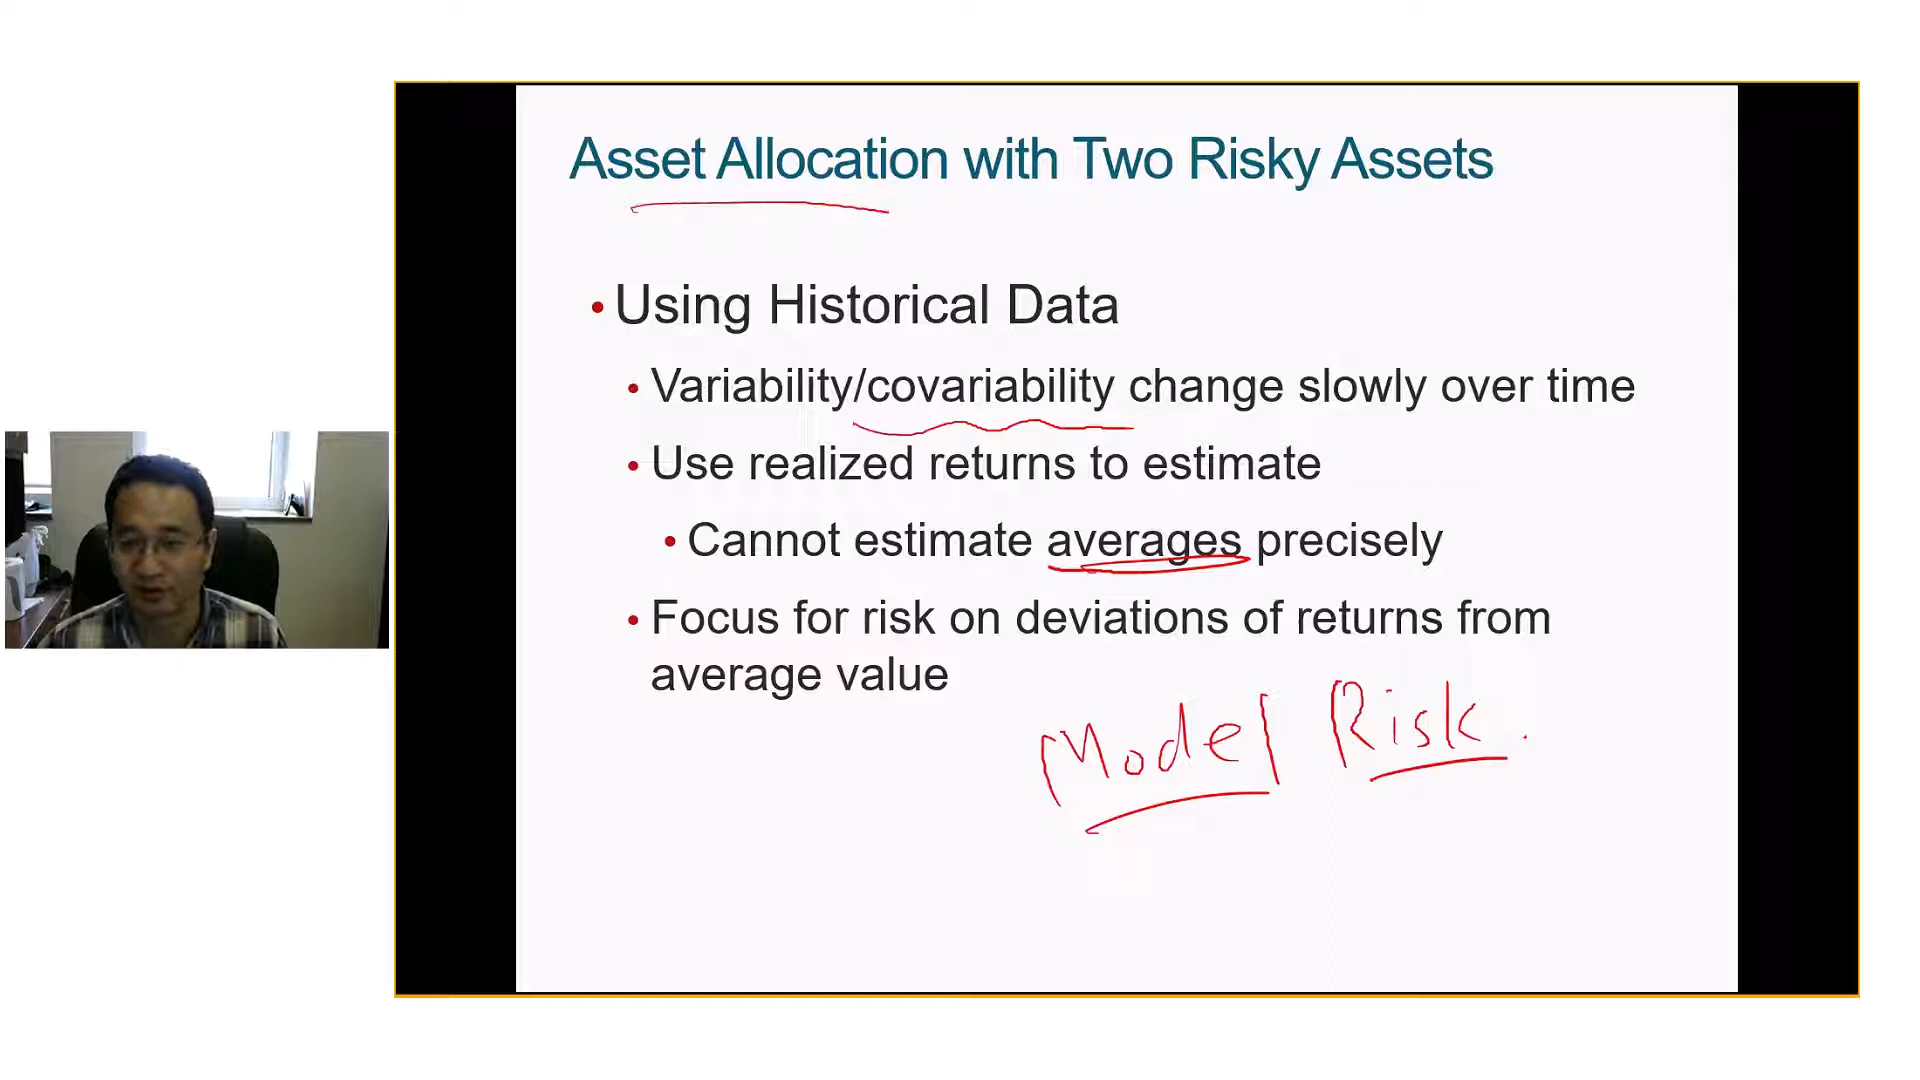 Asset Allocation with Two Risky Assets
• Using Historical Data
• Variability/covariability change slowly over time
• Use realized returns to estimate
• Cannot estimate averages precisely
• Focus for risk on deviations of returns from
average value
Model Risk.